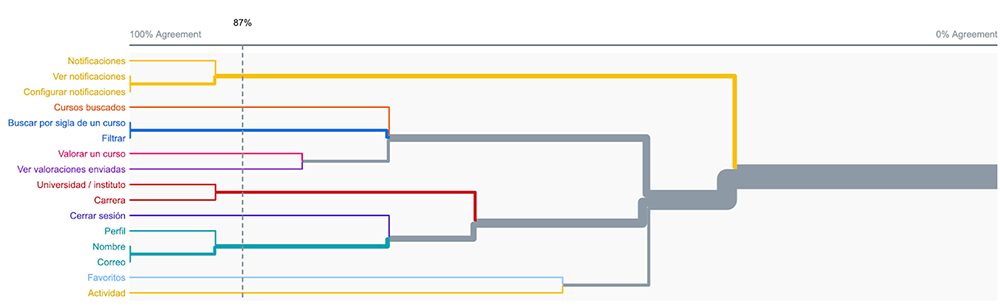 87%
100% Agreement
0% Agreement
Notificaciones
Ver notificaciones
Configurar notificaciones
Cursos buscados
Buscar por sigla de un curso
Filtrar
Valorar un curso
Ver valoraciones enviadas
Universidad / instituto
Carrera
Cerrar sesión
Perfil
Nombre
Correo
Favoritos
Actividad